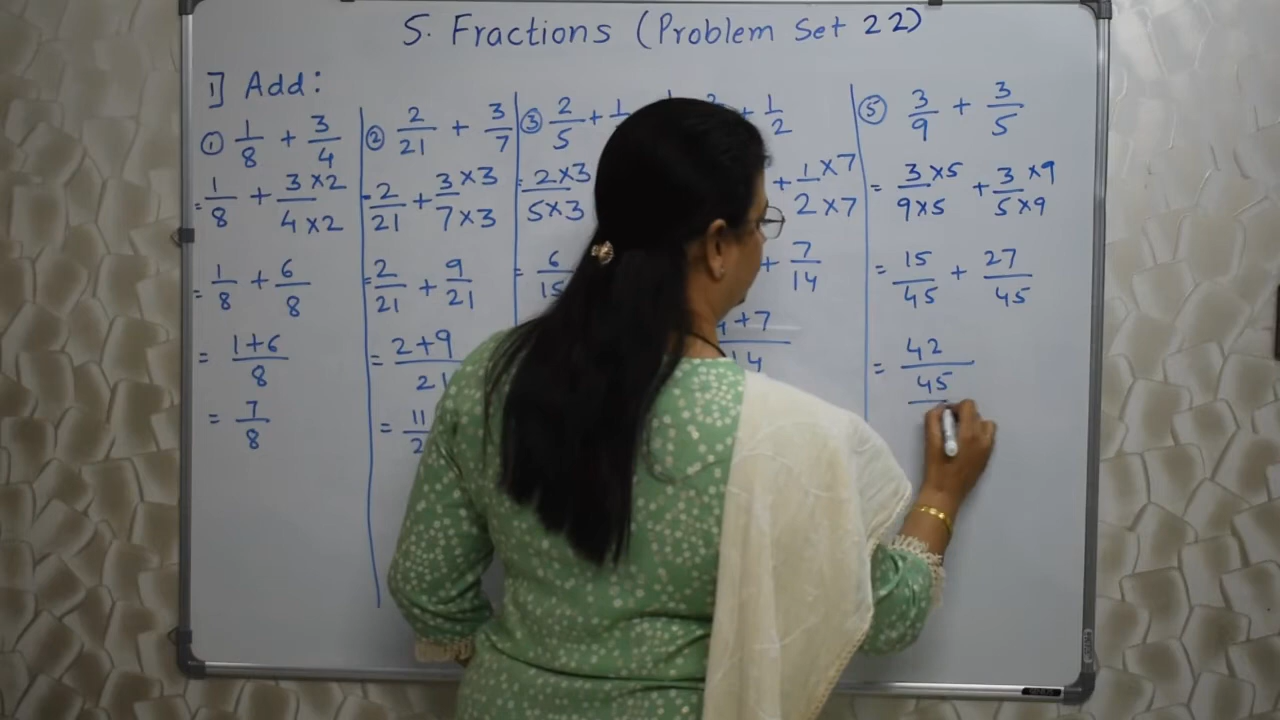 5. Fractions (Problem Set 22)
1] Add:
① 1/8 + 3/4
= 1/8 + 3×2/4×2
= 1/8 + 6/8
= 1+6/8
= 7/8
② 2/21 + 3/7
= 2/21 + 3×3/7×3
= 2/21 + 9/21
= 2+9/21
= 11/2
③ 2/5 + 1
= 2×3/5×3
= 6/15
+ 1/2
+ 1×7/2×7
+ 7/14
4+7/14
⑤ 3/9 + 3/5
= 3×5/9×5 + 3×9/5×9
= 15/45 + 27/45
= 42/45